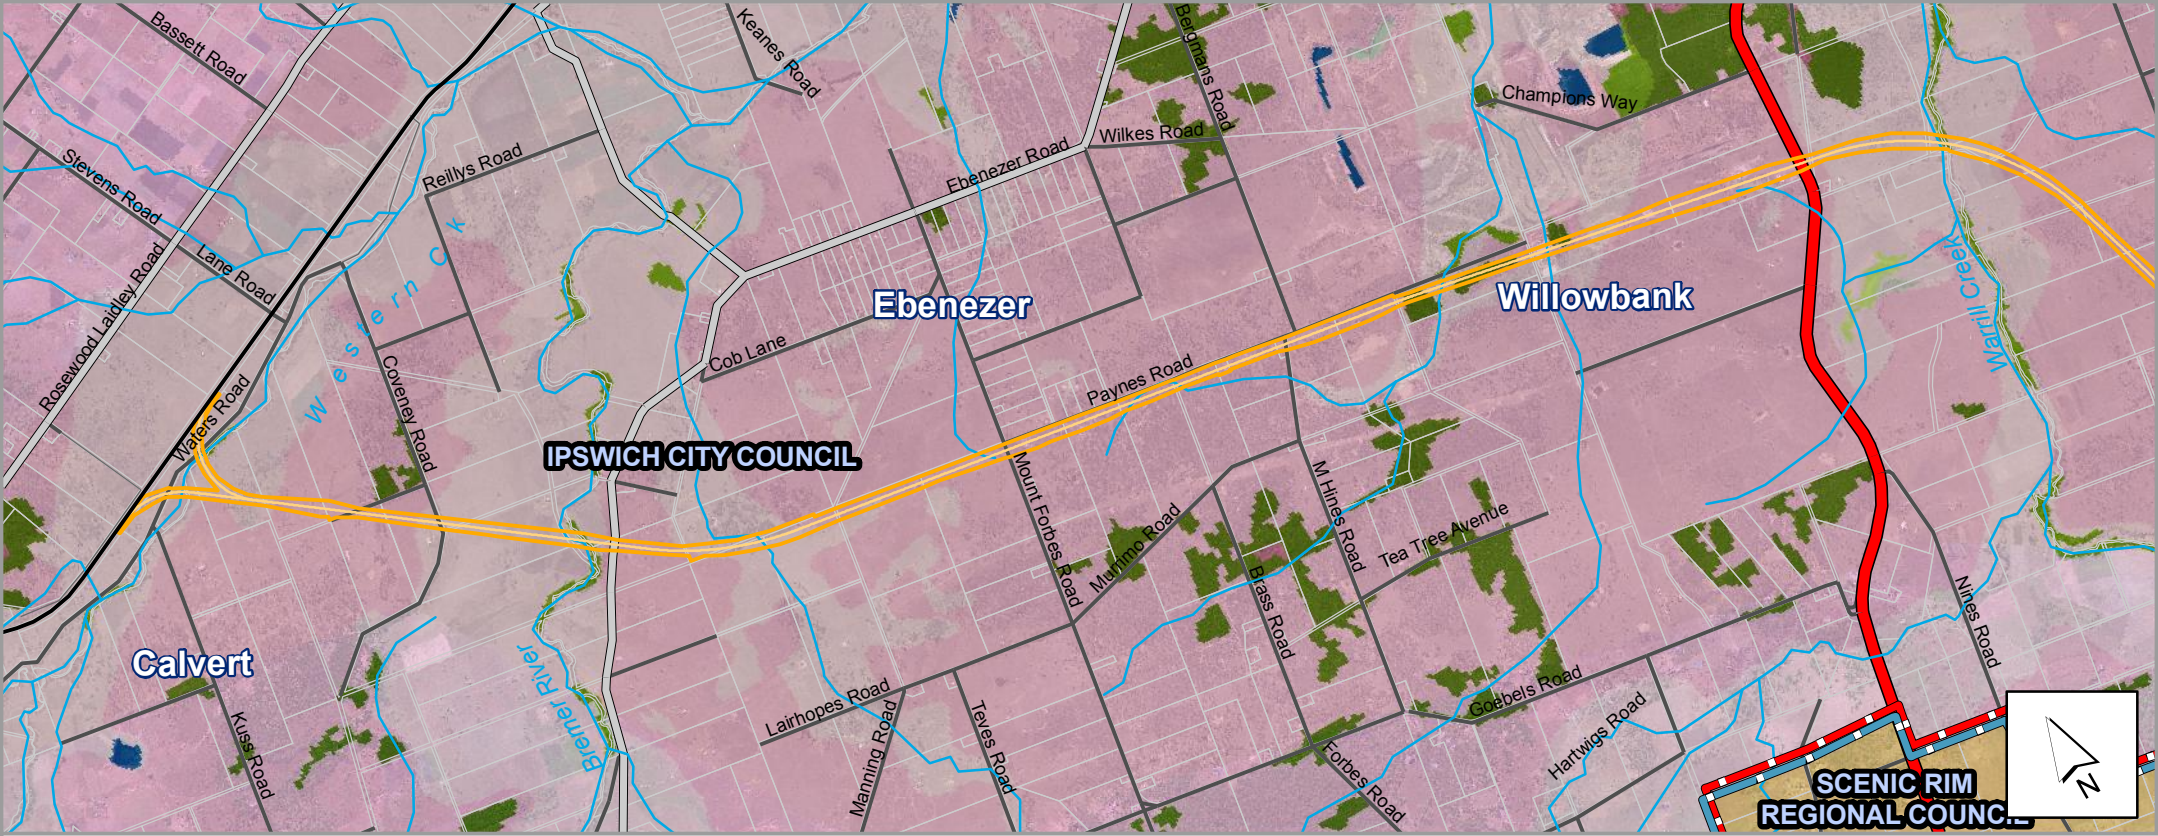 Bassett Road
Keanes Road
Bergmans Road
Champions Way
Wilkes Road
Stevens Road
Reillys Road
Ebenezer Road
Lane Road
Western Ck
Warrill Creek
Rosewood Laidley Road
Ebenezer
Willowbank
Cob Lane
Coveney Road
Paynes Road
Waters Road
IPSWICH CITY COUNCIL
Mount Forbes Road
M Hines Road
Mummo Road
Tea Tree Avenue
Brass Road
Nines Road
Calvert
Bremer River
Lairhopes Road
Goebels Road
Kuss Road
Manning Road
Teves Road
Forbes Road
Hartwigs Road
SCENIC RIM
REGIONAL COUNCIL
N